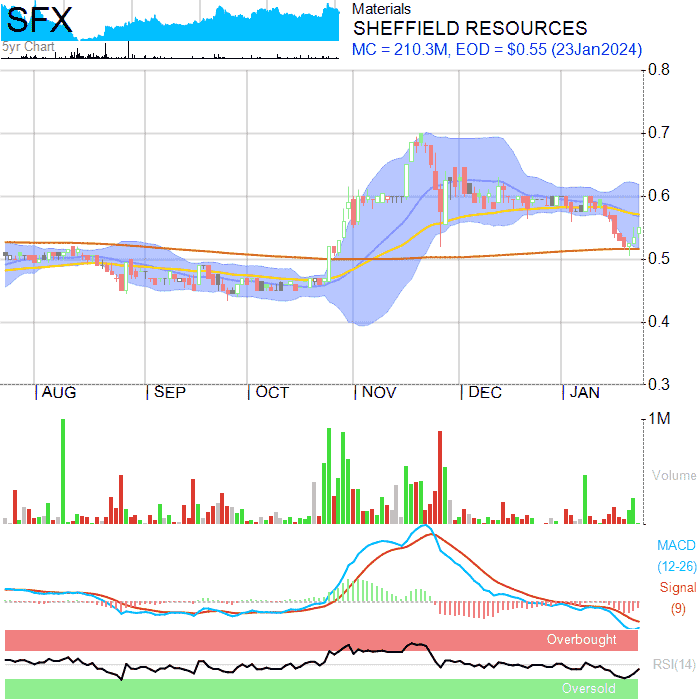 SFX
5yr Chart
Materials
SHEFFIELD RESOURCES
MC = 210.3M, EOD = $0.55 (23Jan2024)
0.8
0.7
0.6
0.5
0.4
0.3
AUG SEP OCT NOV DEC JAN
1M
Volume
MACD
(12-26)
Signal
(9)
Overbought
RSI(14)
Oversold